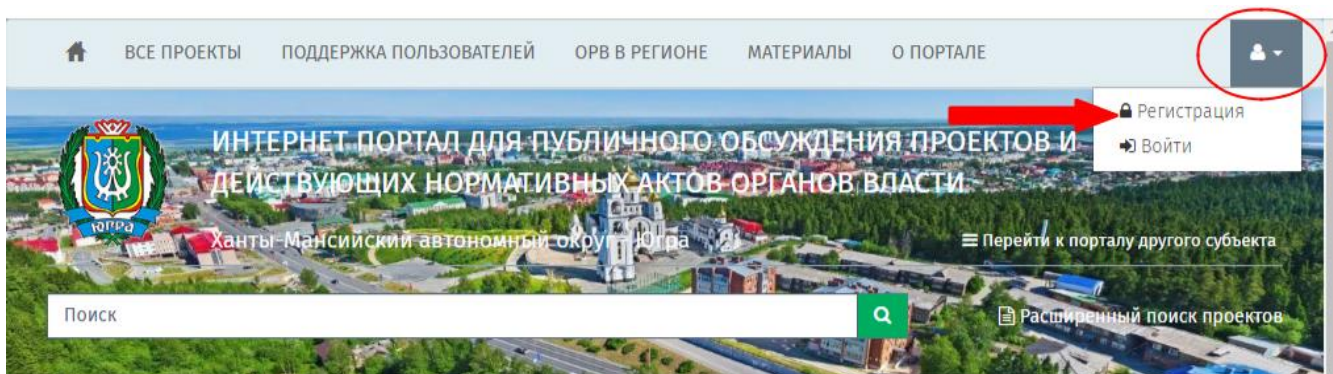 ВСЕ ПРОЕКТЫ ПОДДЕРЖКА ПОЛЬЗОВАТЕЛЕЙ ОРВ В РЕГИОНЕ МАТЕРИАЛЫ О ПОРТАЛЕ
Регистрация
Войти
ИНТЕРНЕТ ПОРТАЛ ДЛЯ ПУБЛИЧНОГО ОБСУЖДЕНИЯ ПРОЕКТОВ И
ДЕЙСТВУЮЩИХ НОРМАТИВНЫХ АКТОВ ОРГАНОВ ВЛАСТИ
ЮГРА
Ханты-Мансийский автономный округ - Югра
Перейти к порталу другого субъекта
Поиск
Расширенный поиск проектов